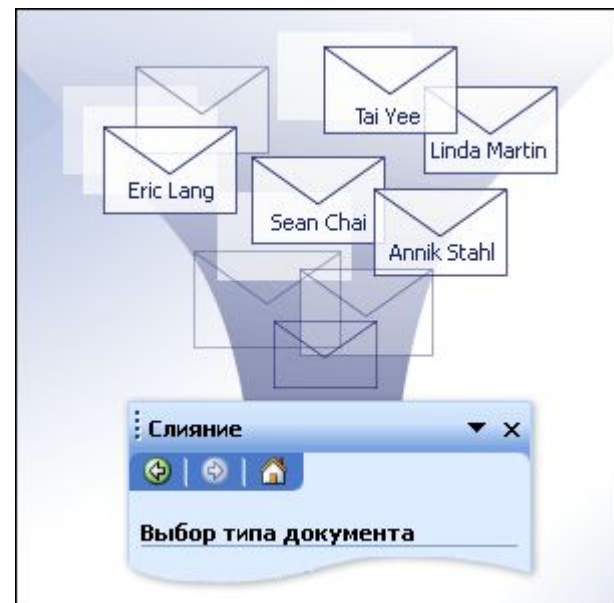 Tai Yee
Linda Martin
Eric Lang
Sean Chai
Annik Stahl
Слияние
Выбор типа документа